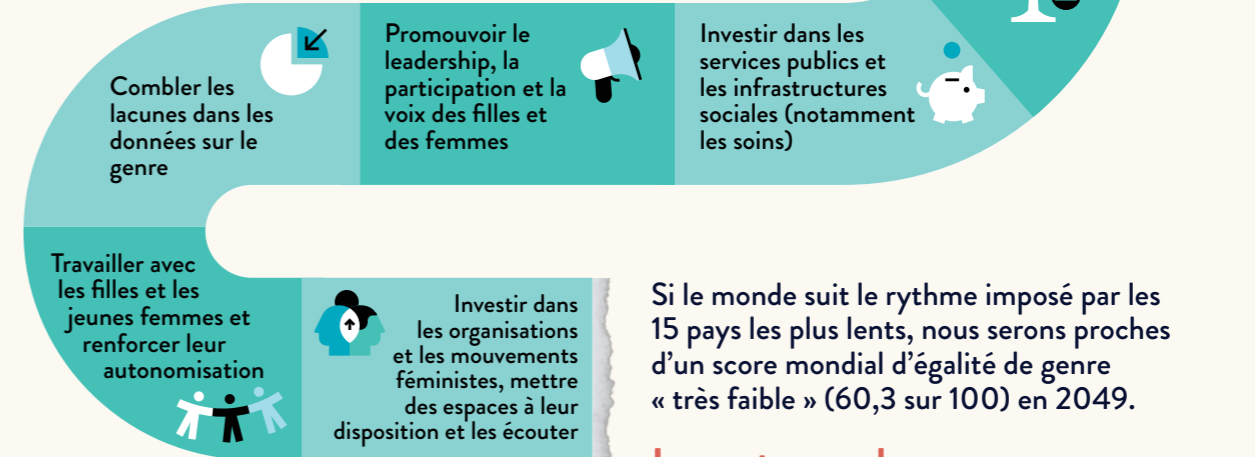 Combler les
lacunes dans les
données sur le
genre
Promouvoir le
leadership, la
participation et la
voix des filles et
des femmes
Investir dans les
services publics et
les infrastructures
sociales (notamment
les soins)
Travailler avec
les filles et les
jeunes femmes et
renforcer leur
autonomisation
Investir dans
les organisations
et les mouvements
féministes, mettre
des espaces à leur
disposition et les écouter
Si le monde suit le rythme imposé par les
15 pays les plus lents, nous serons proches
d’un score mondial d’égalité de genre
« très faible » (60,3 sur 100) en 2049.